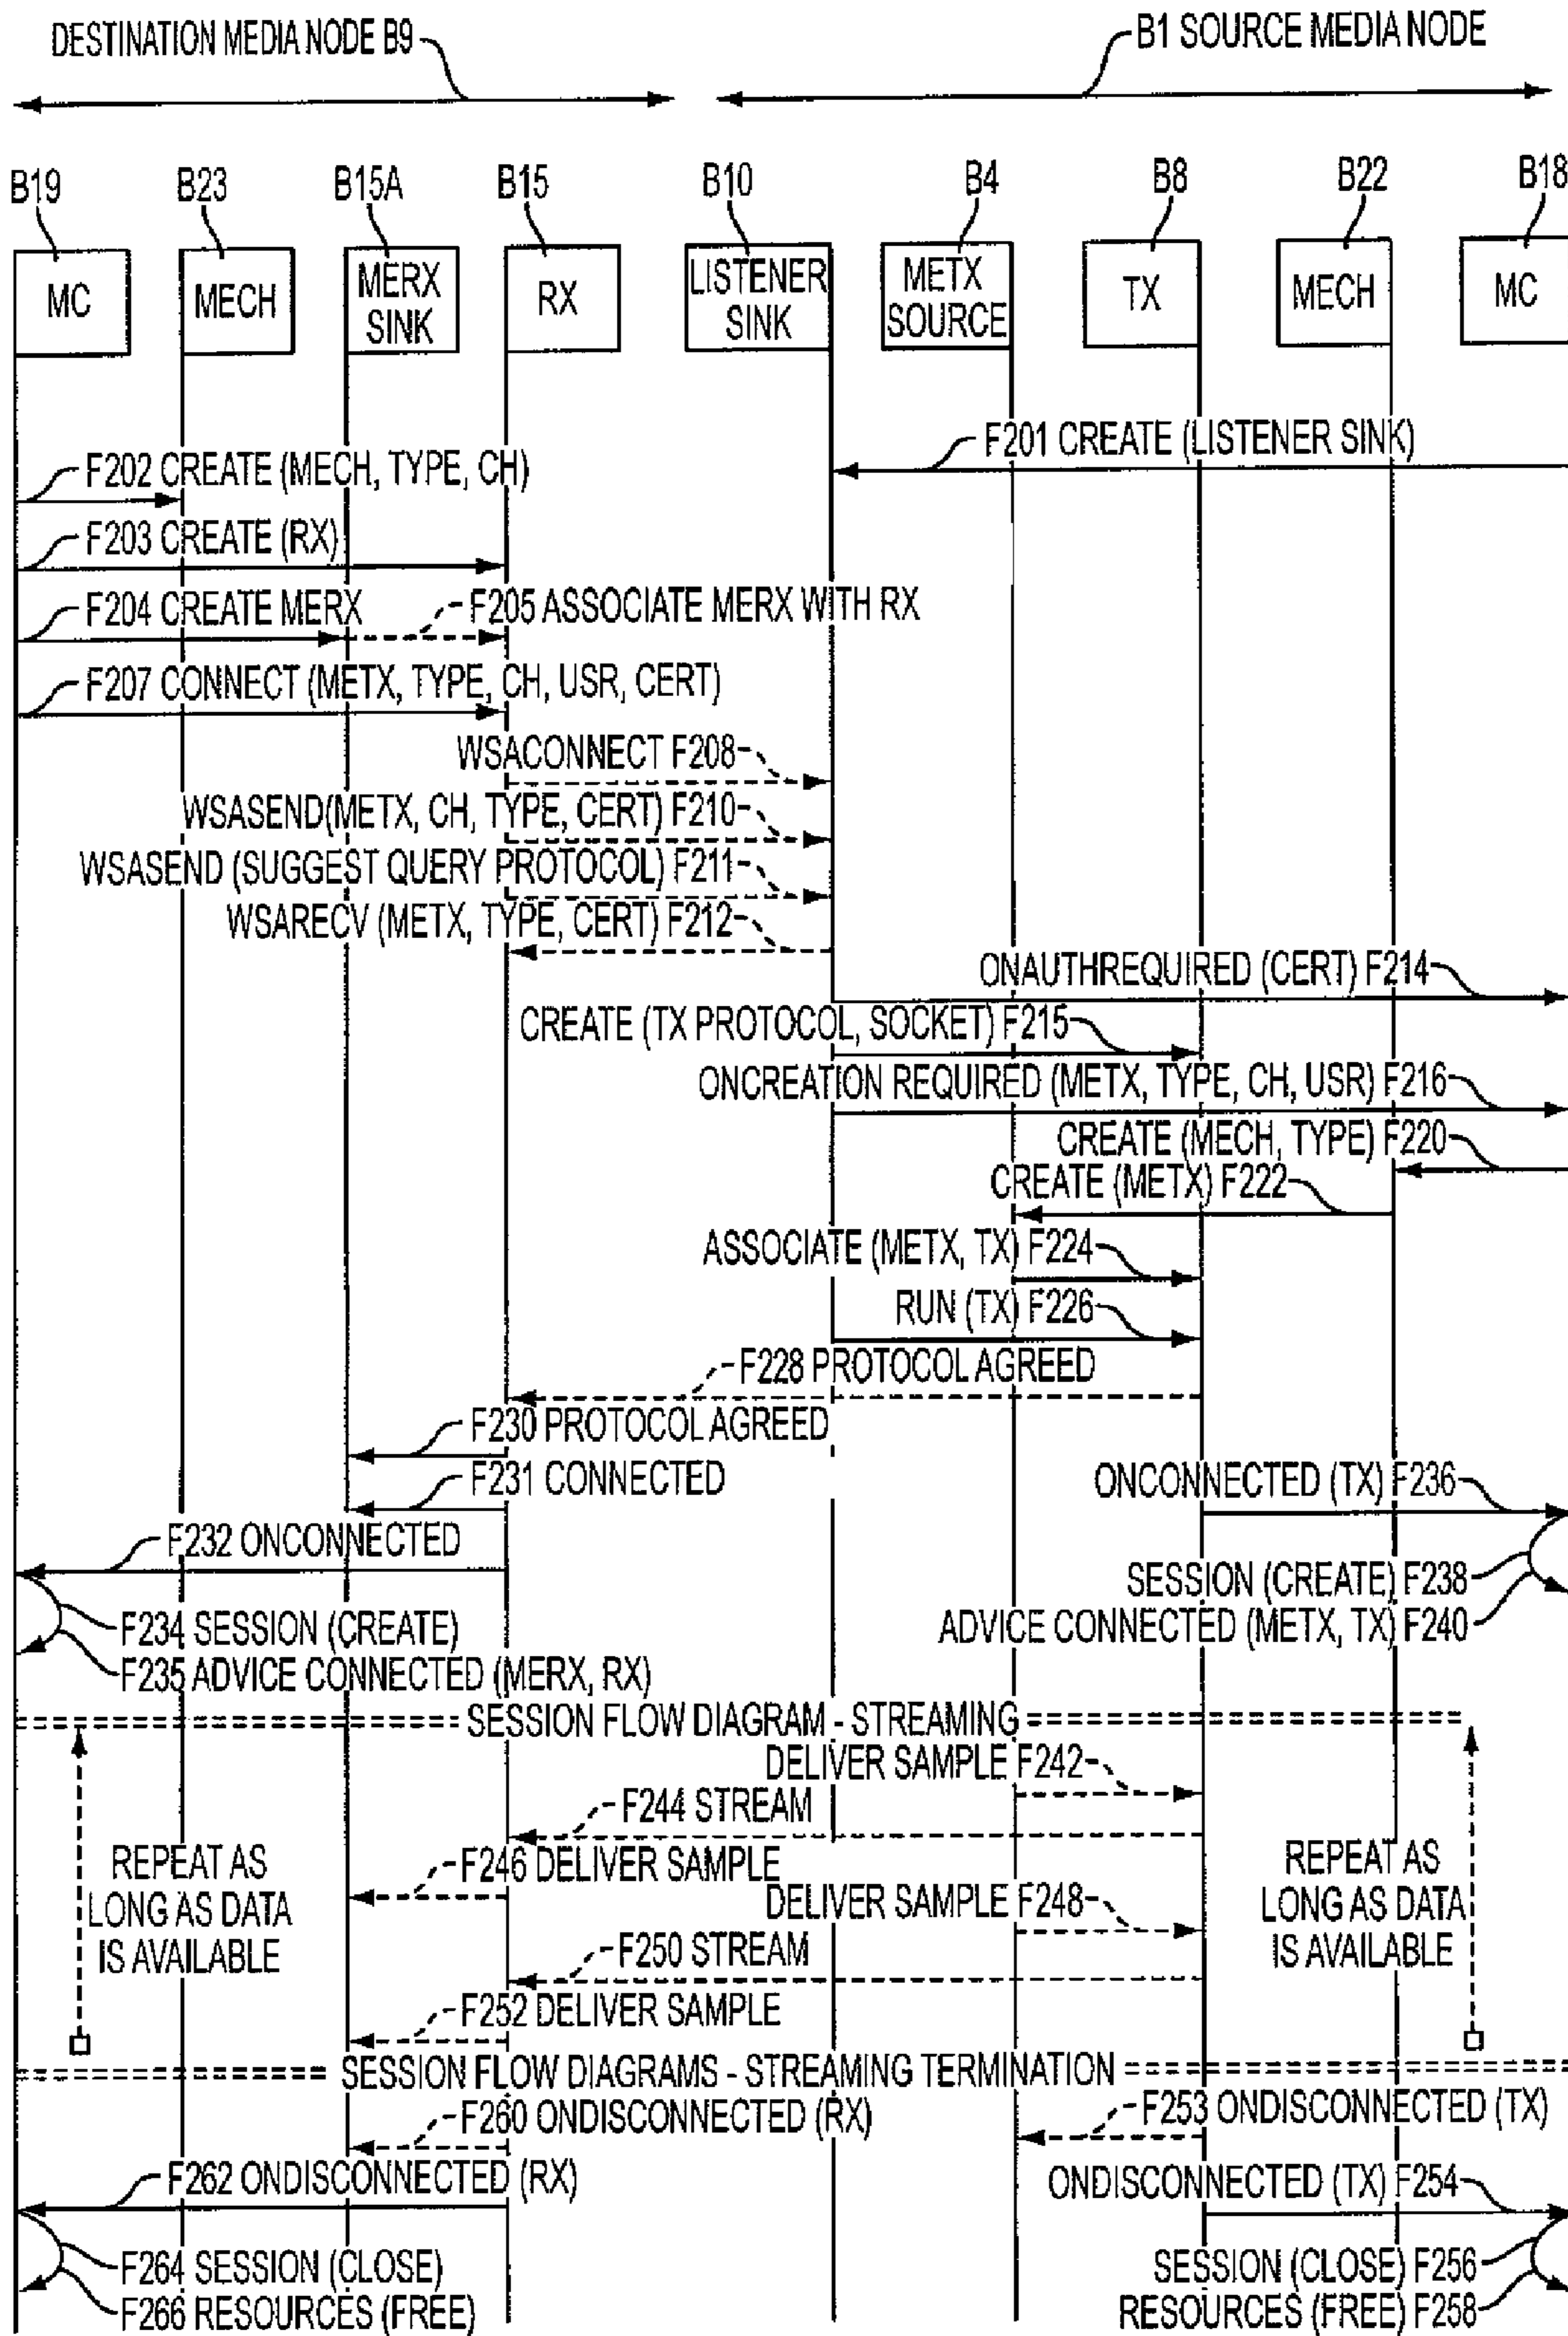 DESTINATION MEDIA NODE B9
B1 SOURCE MEDIA NODE
B19
B23
B15A
B15
B10
B4
B8
B22
B18
MC
MECH
MERX
SINK
RX
LISTENER
SINK
METX
SOURCE
TX
MECH
MC
F201 CREATE (LISTENER SINK)
F202 CREATE (MECH, TYPE, CH)
F203 CREATE (RX)
F204 CREATE MERX
F205 ASSOCIATE MERX WITH RX
F207 CONNECT (METX, TYPE, CH, USR, CERT)
WSACONNECT F208
WSASEND(METX, CH, TYPE, CERT) F210
WSASEND (SUGGEST QUERY PROTOCOL) F211
WSARECV (METX, TYPE, CERT) F212
ONAUTHREQUIRED (CERT) F214
CREATE (TX PROTOCOL, SOCKET) F215
ONCREATION REQUIRED (METX, TYPE, CH, USR) F216
CREATE (MECH, TYPE) F220
CREATE (METX) F222
ASSOCIATE (METX, TX) F224
RUN (TX) F226
F228 PROTOCOL AGREED
F230 PROTOCOL AGREED
F231 CONNECTED
ONCONNECTED (TX) F236
F232 ONCONNECTED
SESSION (CREATE) F238
F234 SESSION (CREATE)
ADVICE CONNECTED (METX, TX) F240
F235 ADVICE CONNECTED (MERX, RX)
SESSION FLOW DIAGRAM - STREAMING
DELIVER SAMPLE F242
F244 STREAM
REPEAT AS
LONG AS DATA
IS AVAILABLE
F246 DELIVER SAMPLE
DELIVER SAMPLE F248
REPEAT AS
LONG AS DATA
IS AVAILABLE
F250 STREAM
F252 DELIVER SAMPLE
SESSION FLOW DIAGRAMS - STREAMING TERMINATION
F260 ONDISCONNECTED (RX)
F253 ONDISCONNECTED (TX)
F262 ONDISCONNECTED (RX)
ONDISCONNECTED (TX) F254
F264 SESSION (CLOSE)
SESSION (CLOSE) F256
F266 RESOURCES (FREE)
RESOURCES (FREE) F258